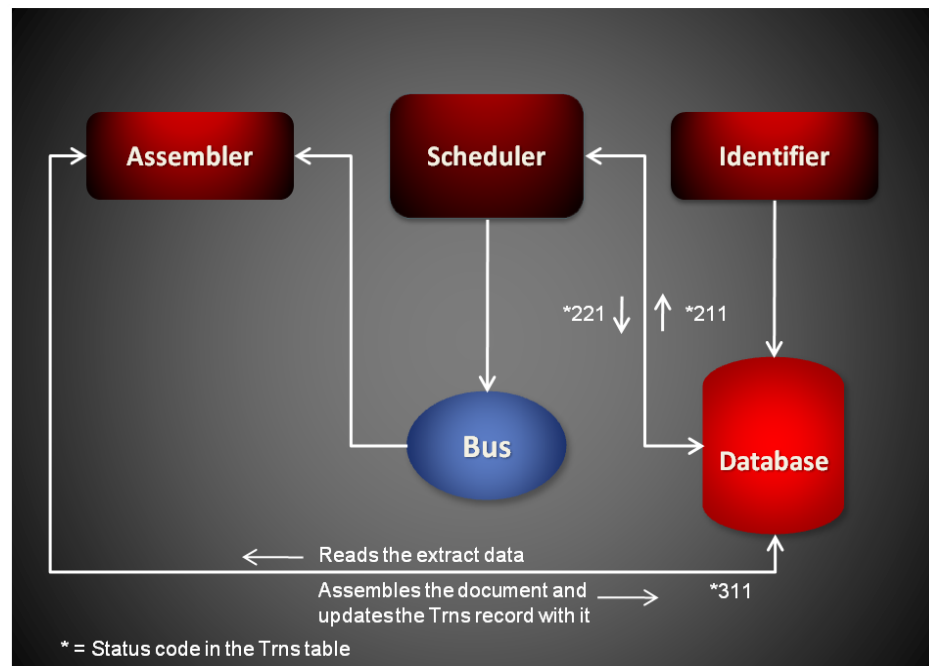 Assembler
Scheduler
Identifier
*221
*211
Bus
Database
Reads the extract data
Assembles the document and
updates the Trns record with it
*311
* = Status code in the Trns table